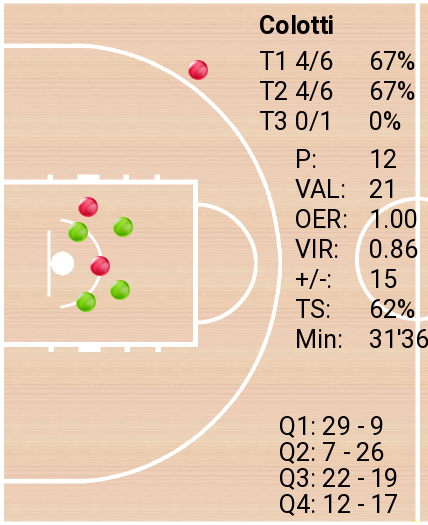 Colotti
T1 4/6 67%
T2 4/6 67%
T3 0/1 0%
P: 12
VAL: 21
OER: 1.00
VIR: 0.86
+/-: 15
TS: 62%
Min: 31'36
Q1: 29 - 9
Q2: 7 - 26
Q3: 22 - 19
Q4: 12 - 17